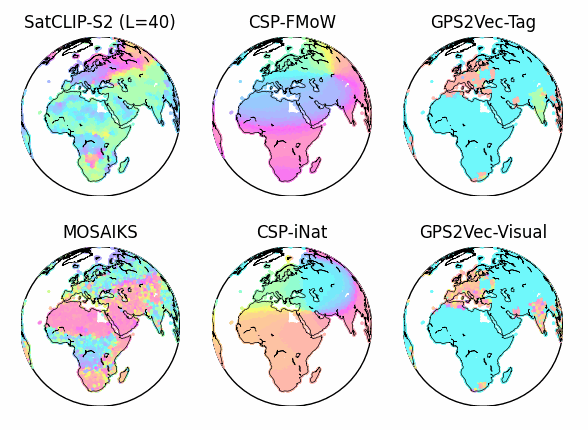 SatCLIP-S2 (L=40)
CSP-FMoW
GPS2Vec-Tag
MOSAIKS
CSP-iNat
GPS2Vec-Visual